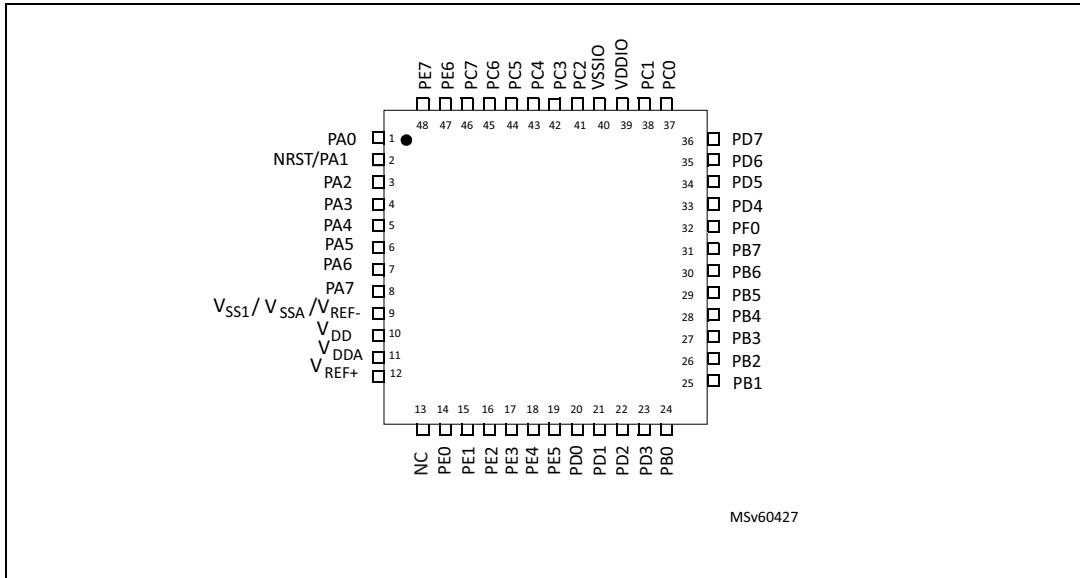 PE7 PE6 PC7 PC6 PC5 PC4 PC3 PC2 VSSIO VDDIO PC1 PC0
48 47 46 45 44 43 42 41 40 39 38 37
PA0 1
NRST/PA1 2
PA2 3
PA3 4
PA4 5
PA5 6
PA6 7
PA7 8
VSS1/ VSSA /VREF- 9
VDD 10
VDDA 11
VREF+ 12
36 PD7
35 PD6
34 PD5
33 PD4
32 PF0
31 PB7
30 PB6
29 PB5
28 PB4
27 PB3
26 PB2
25 PB1
13 14 15 16 17 18 19 20 21 22 23 24
NC PE0 PE1 PE2 PE3 PE4 PE5 PD0 PD1 PD2 PD3 PB0
MSv60427